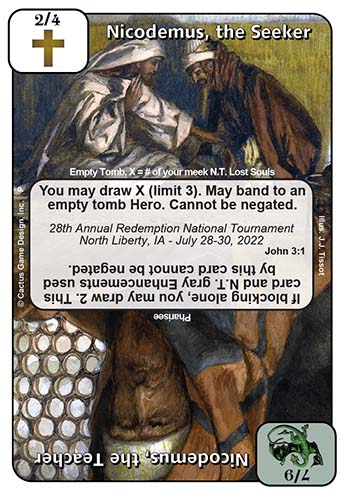 2/4
Nicodemus, the Seeker
Empty Tomb, X = # of your meek N.T. Lost Souls
You may draw X (limit 3). May band to an
empty tomb Hero. Cannot be negated.
28th Annual Redemption National Tournament
North Liberty, IA - July 28-30, 2022
John 3:1
© Cactus Game Design, Inc.
P
Illus. J.J. Tissot
If blocking alone, you may draw 2. This
card and N.T. gray Enhancements used
by this card cannot be negated.
Pharisee
Nicodemus, the Teacher
7/9